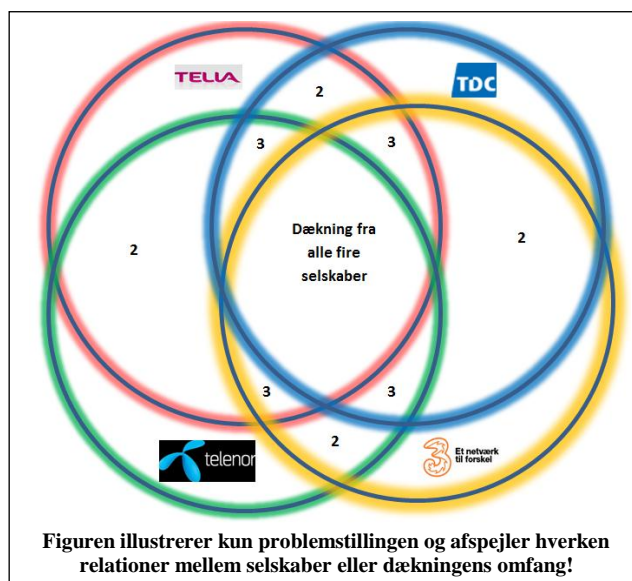 TELIA
TDC
2
3
3
2
Dækning fra
alle fire
selskaber
2
3
3
2
telenor
3
Et netværk
til forskel
Figuren illustrerer kun problemstillingen og afspejler hverken
relationer mellem selskaber eller dækningens omfang!